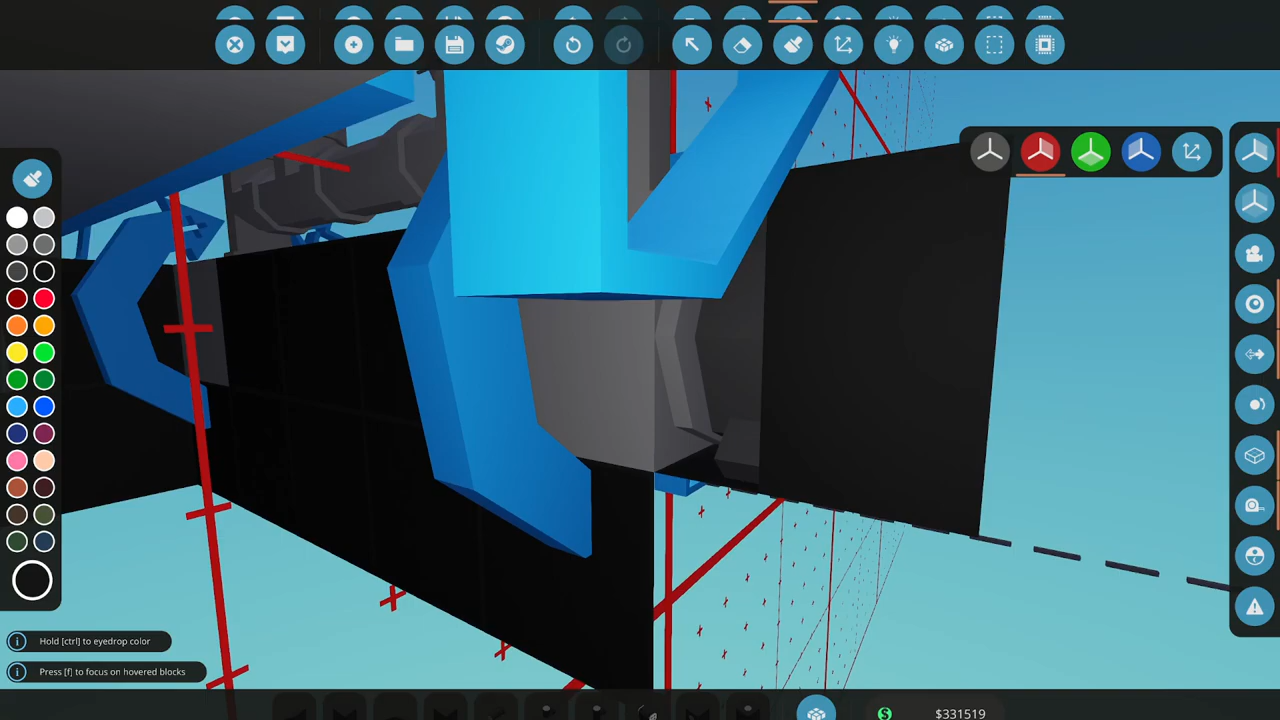 Hold [ctrl] to eyedrop color
Press [f] to focus on hovered blocks
$331519